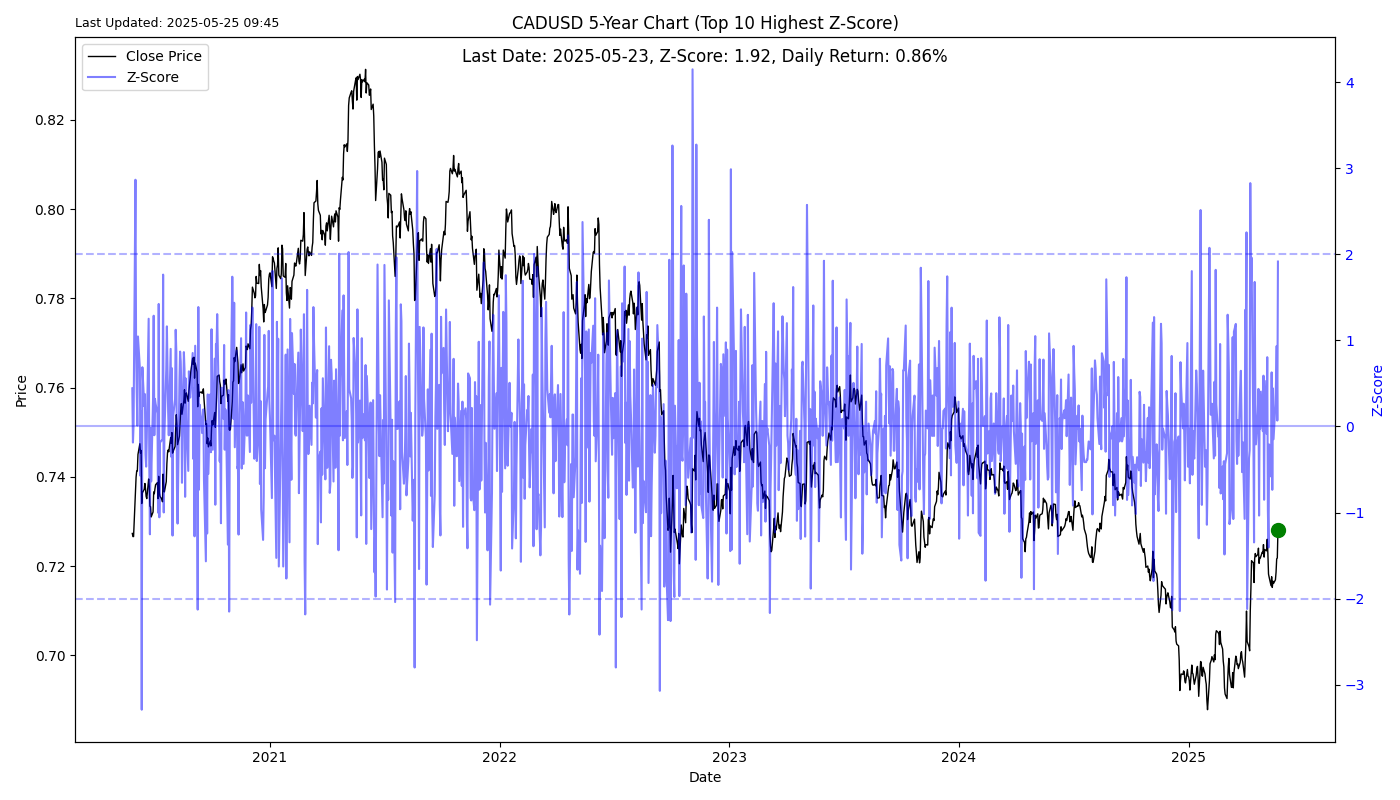 Last Updated: 2025-05-25 09:45
CADUSD 5-Year Chart (Top 10 Highest Z-Score)
Last Date: 2025-05-23, Z-Score: 1.92, Daily Return: 0.86%
Close Price
Z-Score
Price
0.82
0.80
0.78
0.76
0.74
0.72
0.70
4
3
2
1
0
−1
−2
−3
Z-Score
2021
2022
2023
2024
2025
Date